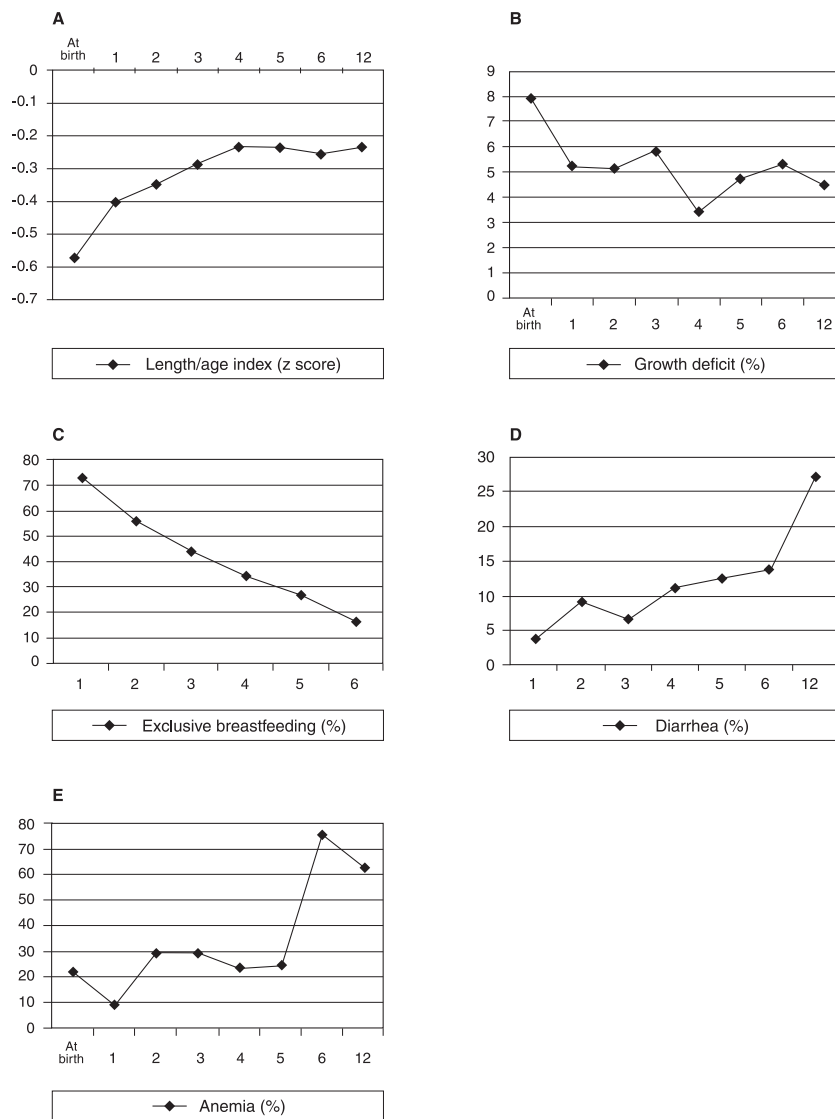 A
At birth 1 2 3 4 5 6 12
0
-0.1
-0.2
-0.3
-0.4
-0.5
-0.6
-0.7
Length/age index (z score)
B
9
8
7
6
5
4
3
2
1
0
At birth 1 2 3 4 5 6 12
Growth deficit (%)
C
80
70
60
50
40
30
20
10
0
1 2 3 4 5 6
Exclusive breastfeeding (%)
D
30
25
20
15
10
5
0
1 2 3 4 5 6 12
Diarrhea (%)
E
80
70
60
50
40
30
20
10
0
At birth 1 2 3 4 5 6 12
Anemia (%)